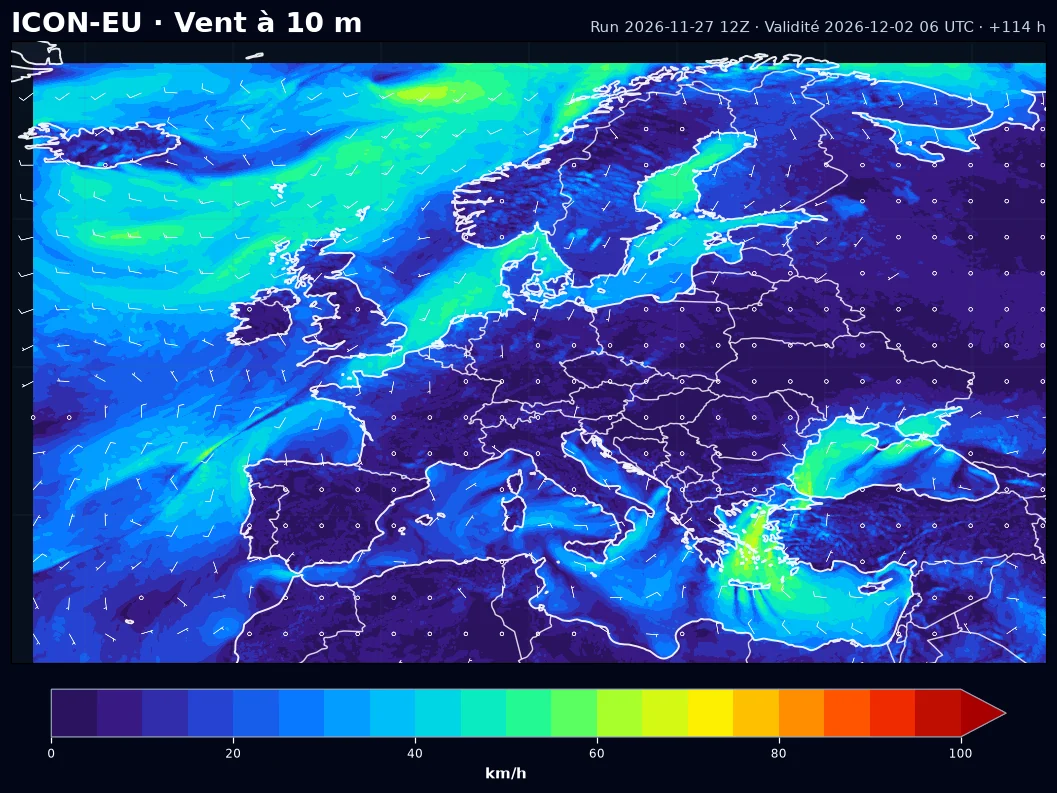 ICON-EU · Vent à 10 m
Run 2026-11-27 12Z · Validité 2026-12-02 06 UTC · +114 h
0 20 40 60 80 100
km/h